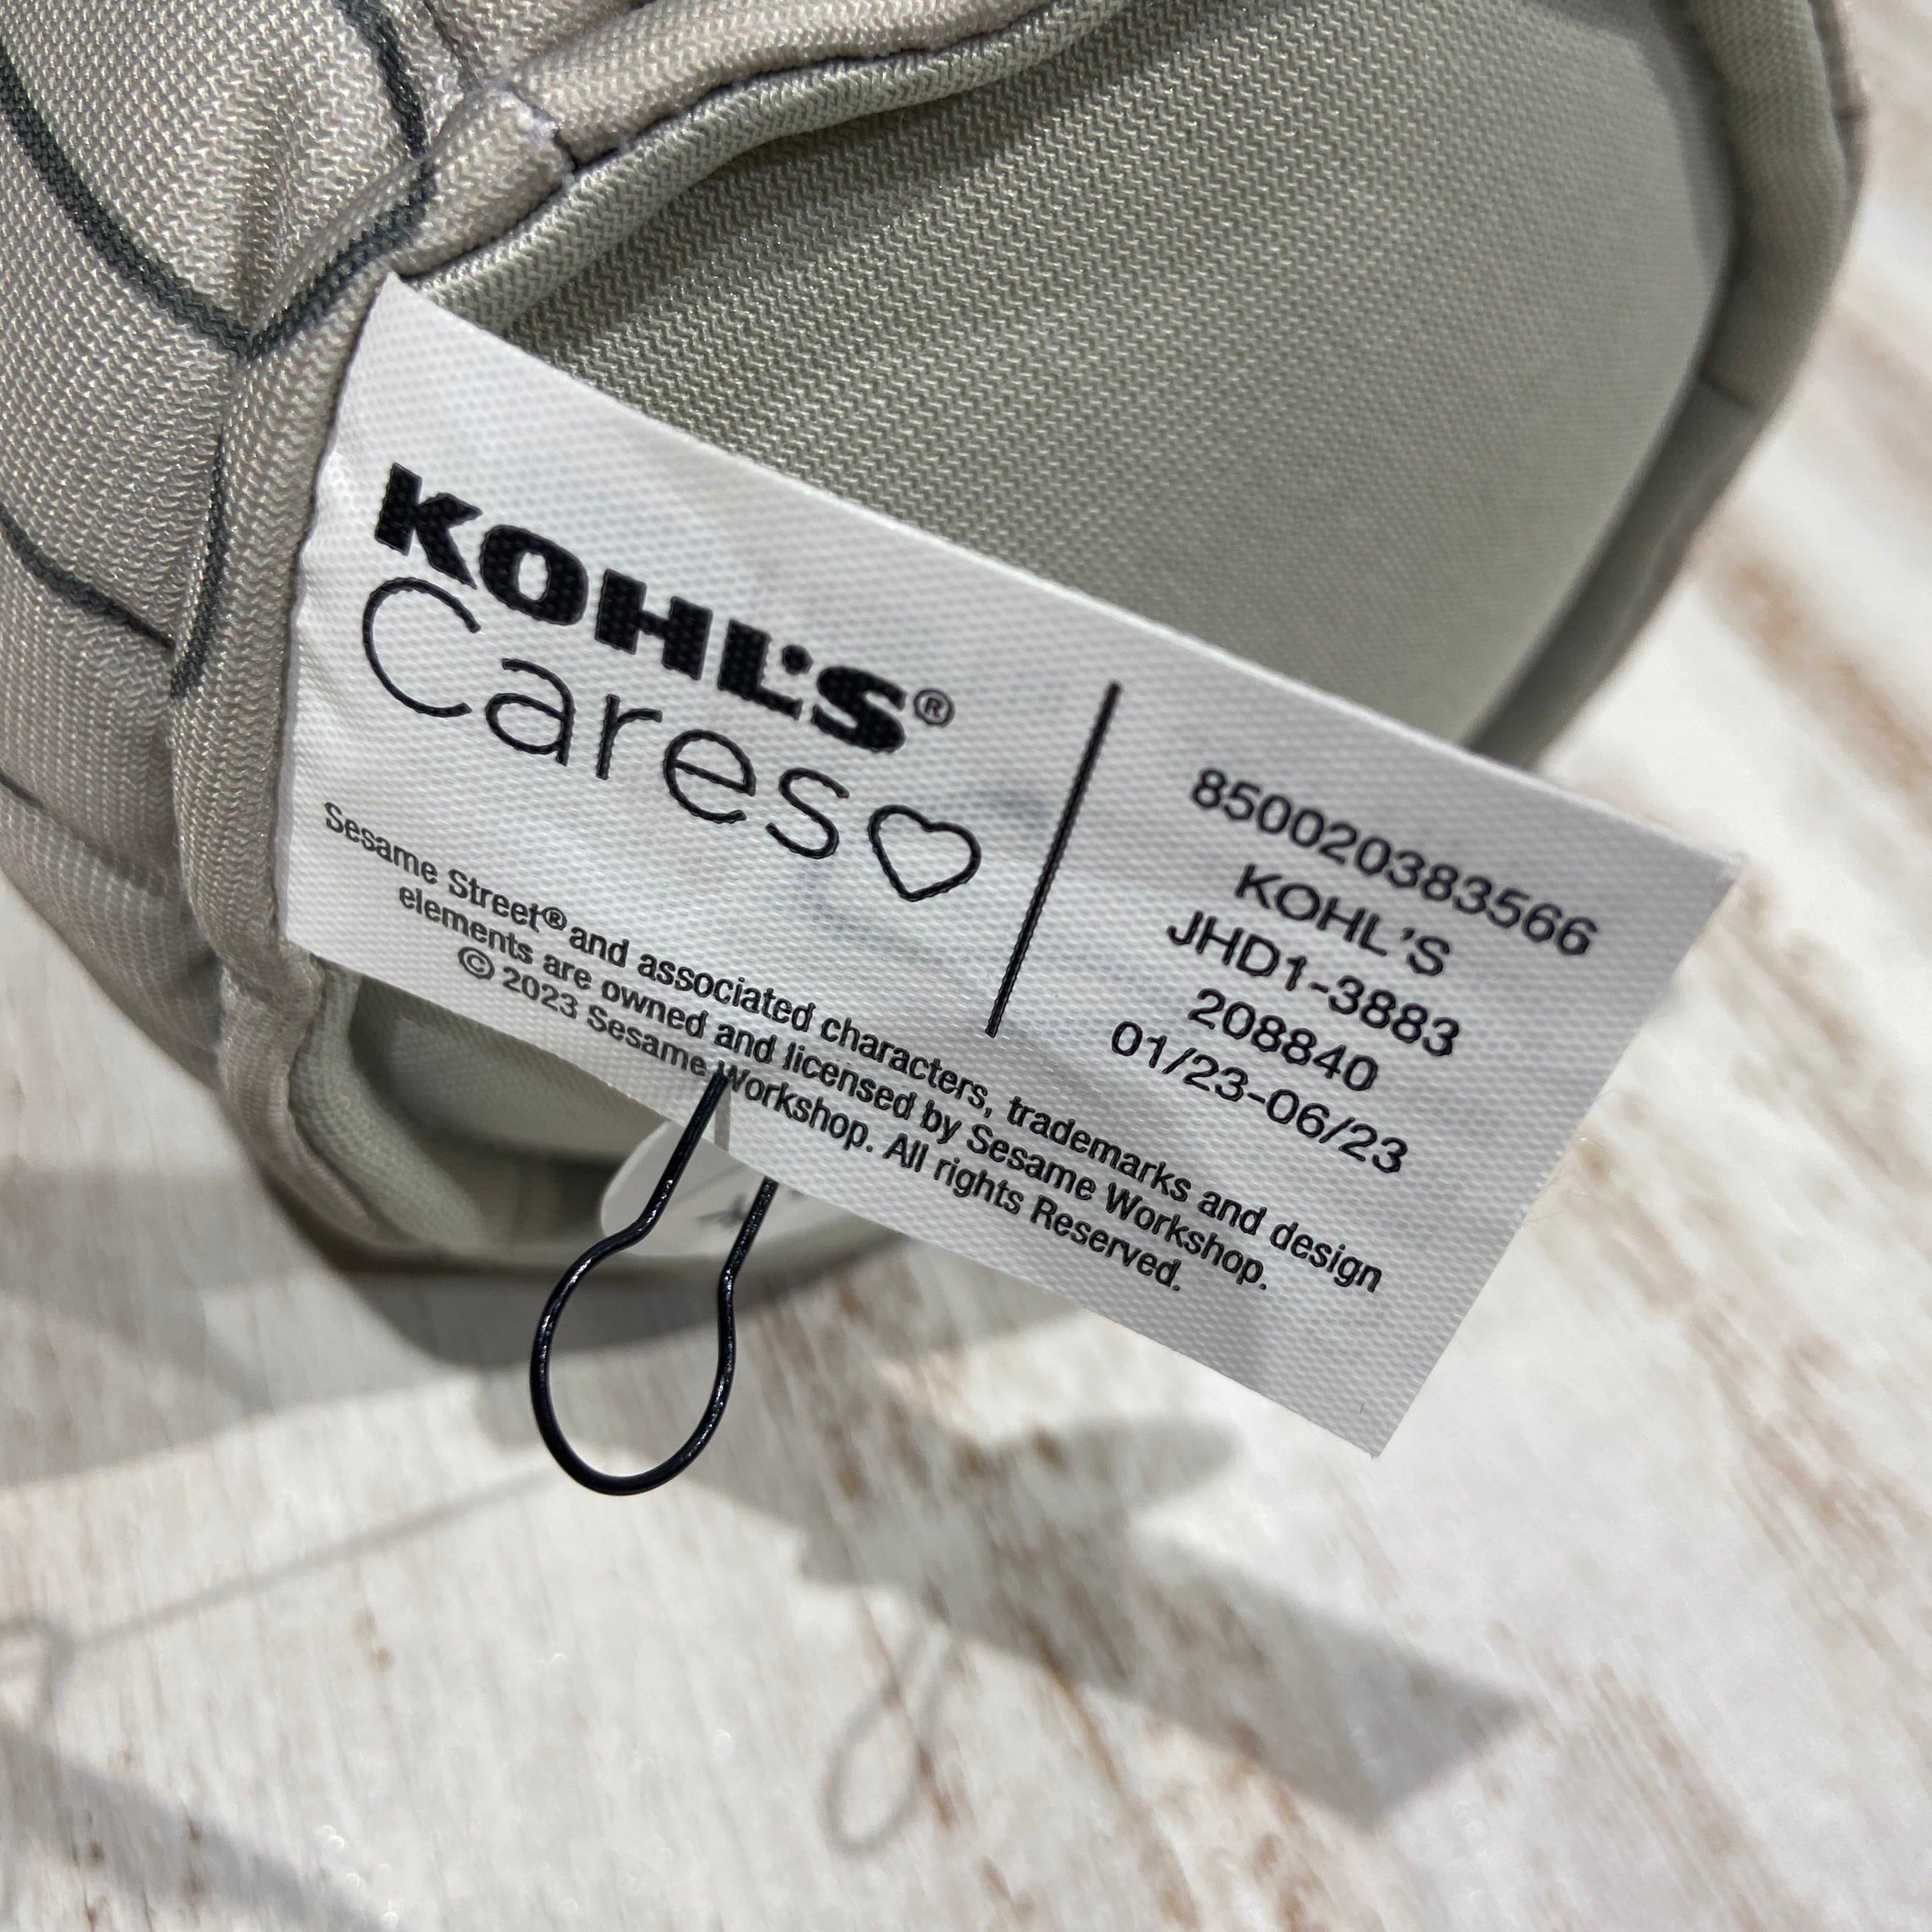 KOHL'S®
Cares
Sesame Street® and associated characters, trademarks and design
elements are owned and licensed by Sesame Workshop.
© 2023 Sesame Workshop. All rights Reserved.
850020383566
KOHL'S
JHD1-3883
208840
01/23-06/23